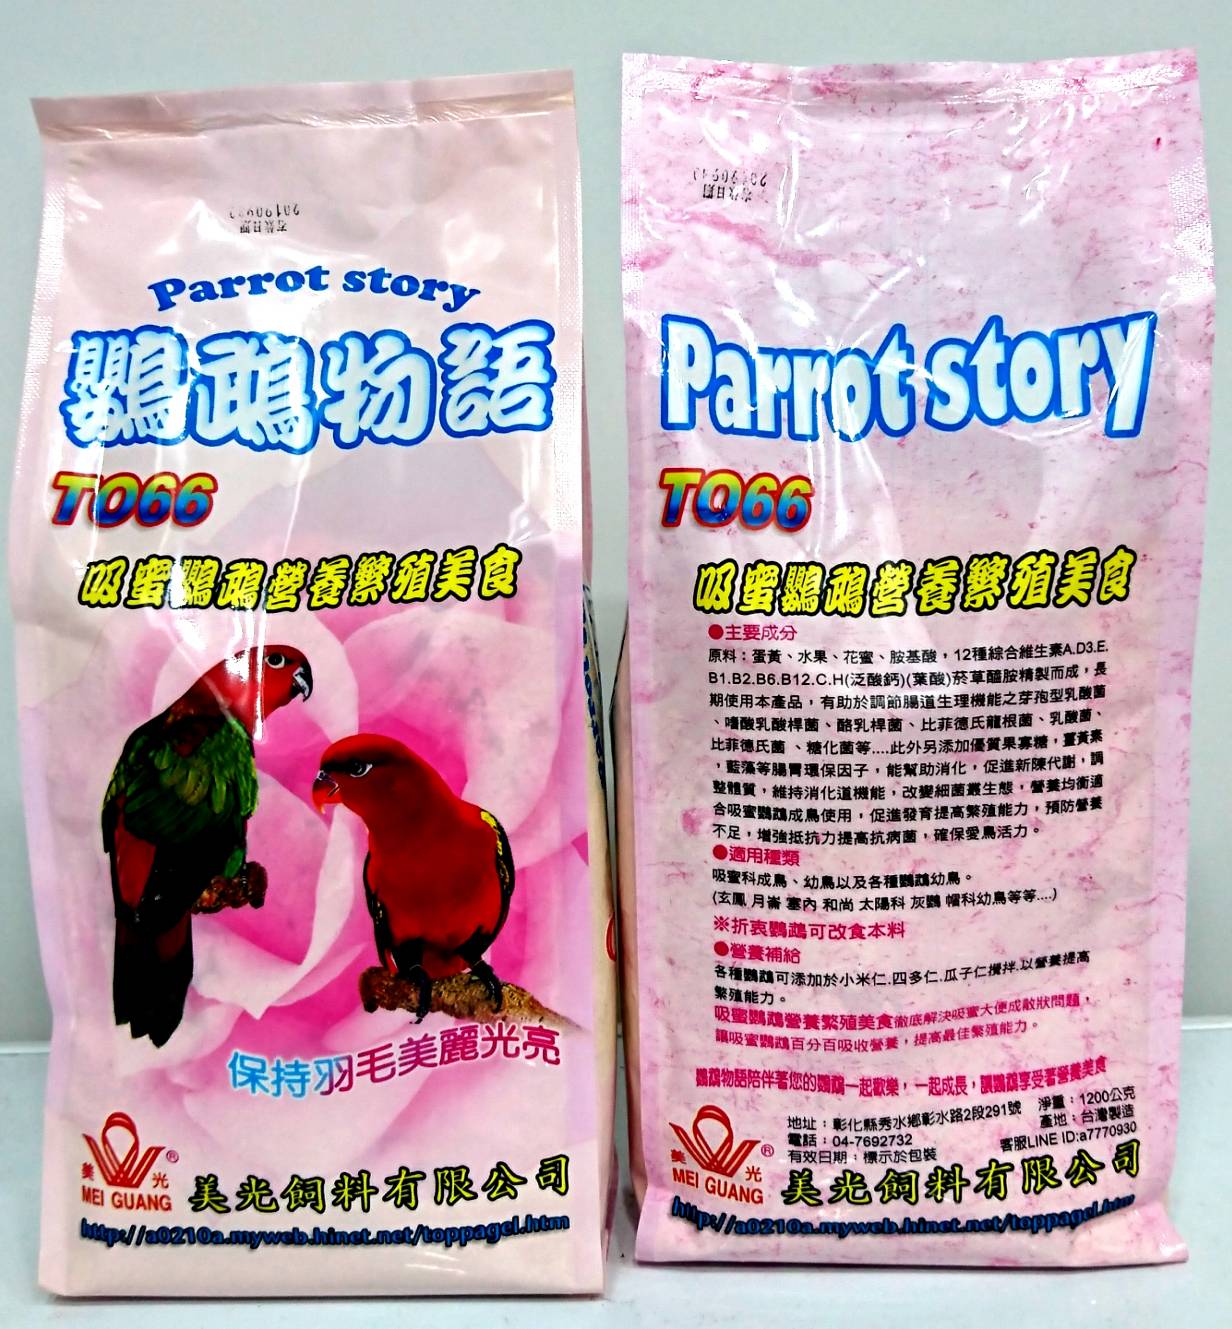 有效日期
Parrot story
鸚鵡物語
TO66
吸蜜鸚鵡營養繁殖美食
保持羽毛美麗光亮
美光
MEI GUANG
®
美光飼料有限公司
http://a0210a.myweb.hinet.net/toppage1.htm
有效日期
Parrot story
TO66
吸蜜鸚鵡營養繁殖美食
●主要成分
原料：蛋黃、水果、花蜜、胺基酸，12種綜合維生素A.D3.E.
B1.B2.B6.B12.C.H(泛酸鈣)(葉酸)菸草醯胺精製而成，長
期使用本產品，有助於調節腸道生理機能之芽孢型乳酸菌
、嗜酸乳酸桿菌、酪乳桿菌、比菲德氏龍根菌、乳酸菌、
比菲德氏菌 、糖化菌等....此外另添加優質果寡糖，薑黃素
，藍藻等腸胃環保因子，能幫助消化，促進新陳代謝，調
整體質，維持消化道機能，改變細菌叢生態，營養均衡適
合吸蜜鸚鵡成鳥使用，促進發育提高繁殖能力，預防營養
不足，增強抵抗力提高抗病菌，確保愛鳥活力。
●適用種類
吸蜜科成鳥、幼鳥以及各種鸚鵡幼鳥。
(玄鳳 月崙 塞內 和尚 太陽科 灰鸚 帽科幼鳥等等....)
※折衷鸚鵡可改食本料
●營養補給
各種鸚鵡可添加於小米仁.四多仁.瓜子仁攪拌.以營養提高
繁殖能力。
吸蜜鸚鵡營養繁殖美食徹底解決吸蜜大便成散狀問題，
讓吸蜜鸚鵡百分百吸收營養，提高最佳繁殖能力。
鸚鵡物語陪伴著您的鸚鵡一起歡樂，一起成長，讓鸚鵡享受著營養美食
地址：彰化縣秀水鄉彰水路2段291號 淨重：1200公克
電話：04-7692732 產地：台灣製造
有效日期：標示於包裝 客服LINE ID:a7770930
美光
MEI GUANG
®
美光飼料有限公司
http://a0210a.myweb.hinet.net/toppage1.htm